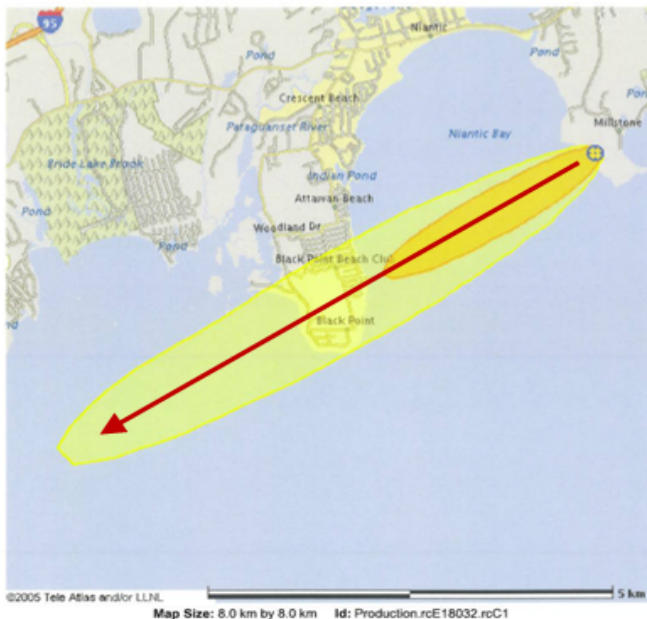 95
Niantic
Pond
Pond
Crescent Beach
Pataguanset River
Niantic Bay
Millstone
Bride Lake Brook
Indian Pond
Attawan Beach
Pond
Woodland Dr
Pond
Black Point Beach Club
Black Point
Pond
©2005 Tele Atlas and/or LLNL
5 km
Map Size: 8.0 km by 8.0 km Id: Production.rcE18032.rcC1